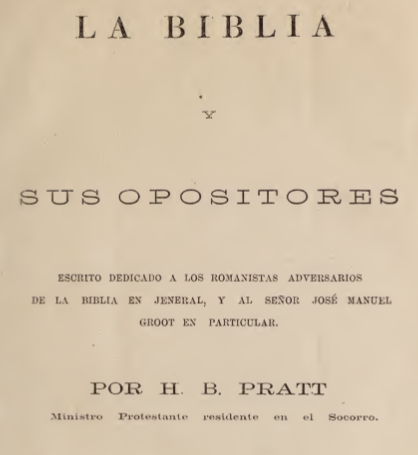 LA BIBLIA
Y
SUS OPOSITORES
ESCRITO DEDICADO A LOS ROMANISTAS ADVERSARIOS
DE LA BIBLIA EN JENERAL, Y AL SEÑOR JOSÉ MANUEL
GROOT EN PARTICULAR.
POR H. B. PRATT
Ministro Protestante residente en el Socorro.